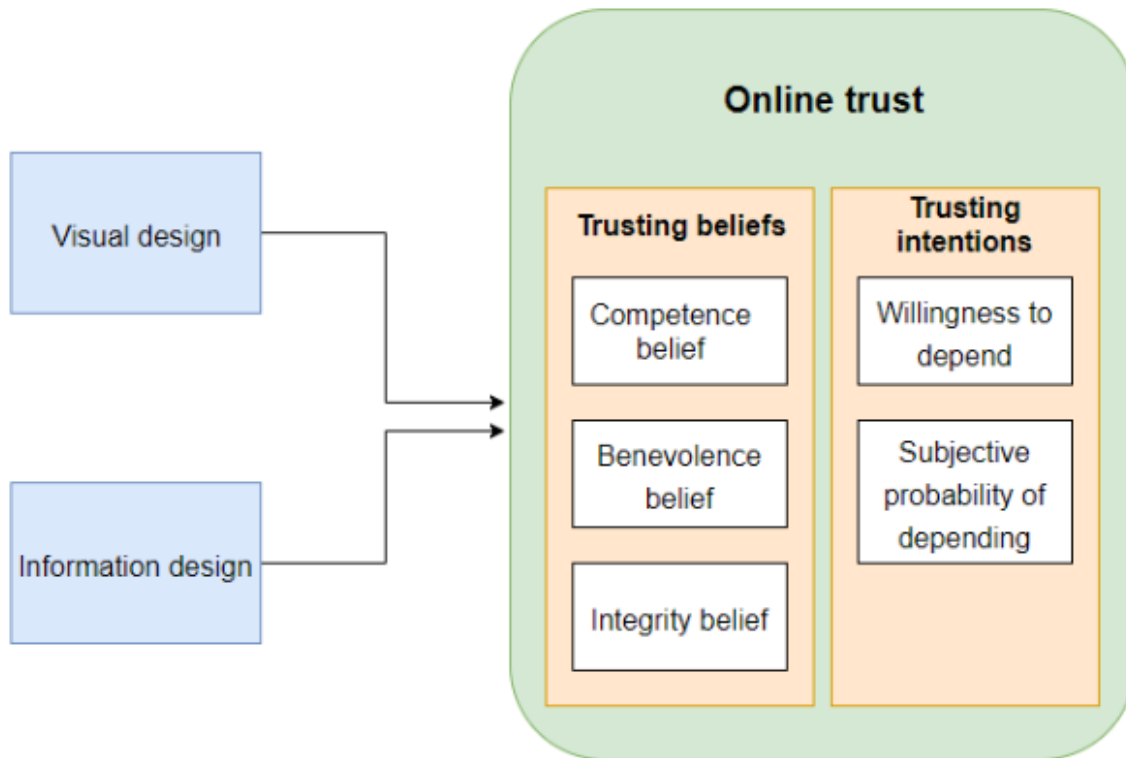 Online trust
Visual design
Information design
Trusting beliefs
Competence
belief
Benevolence
belief
Integrity belief
Trusting
intentions
Willingness to
depend
Subjective
probability of
depending